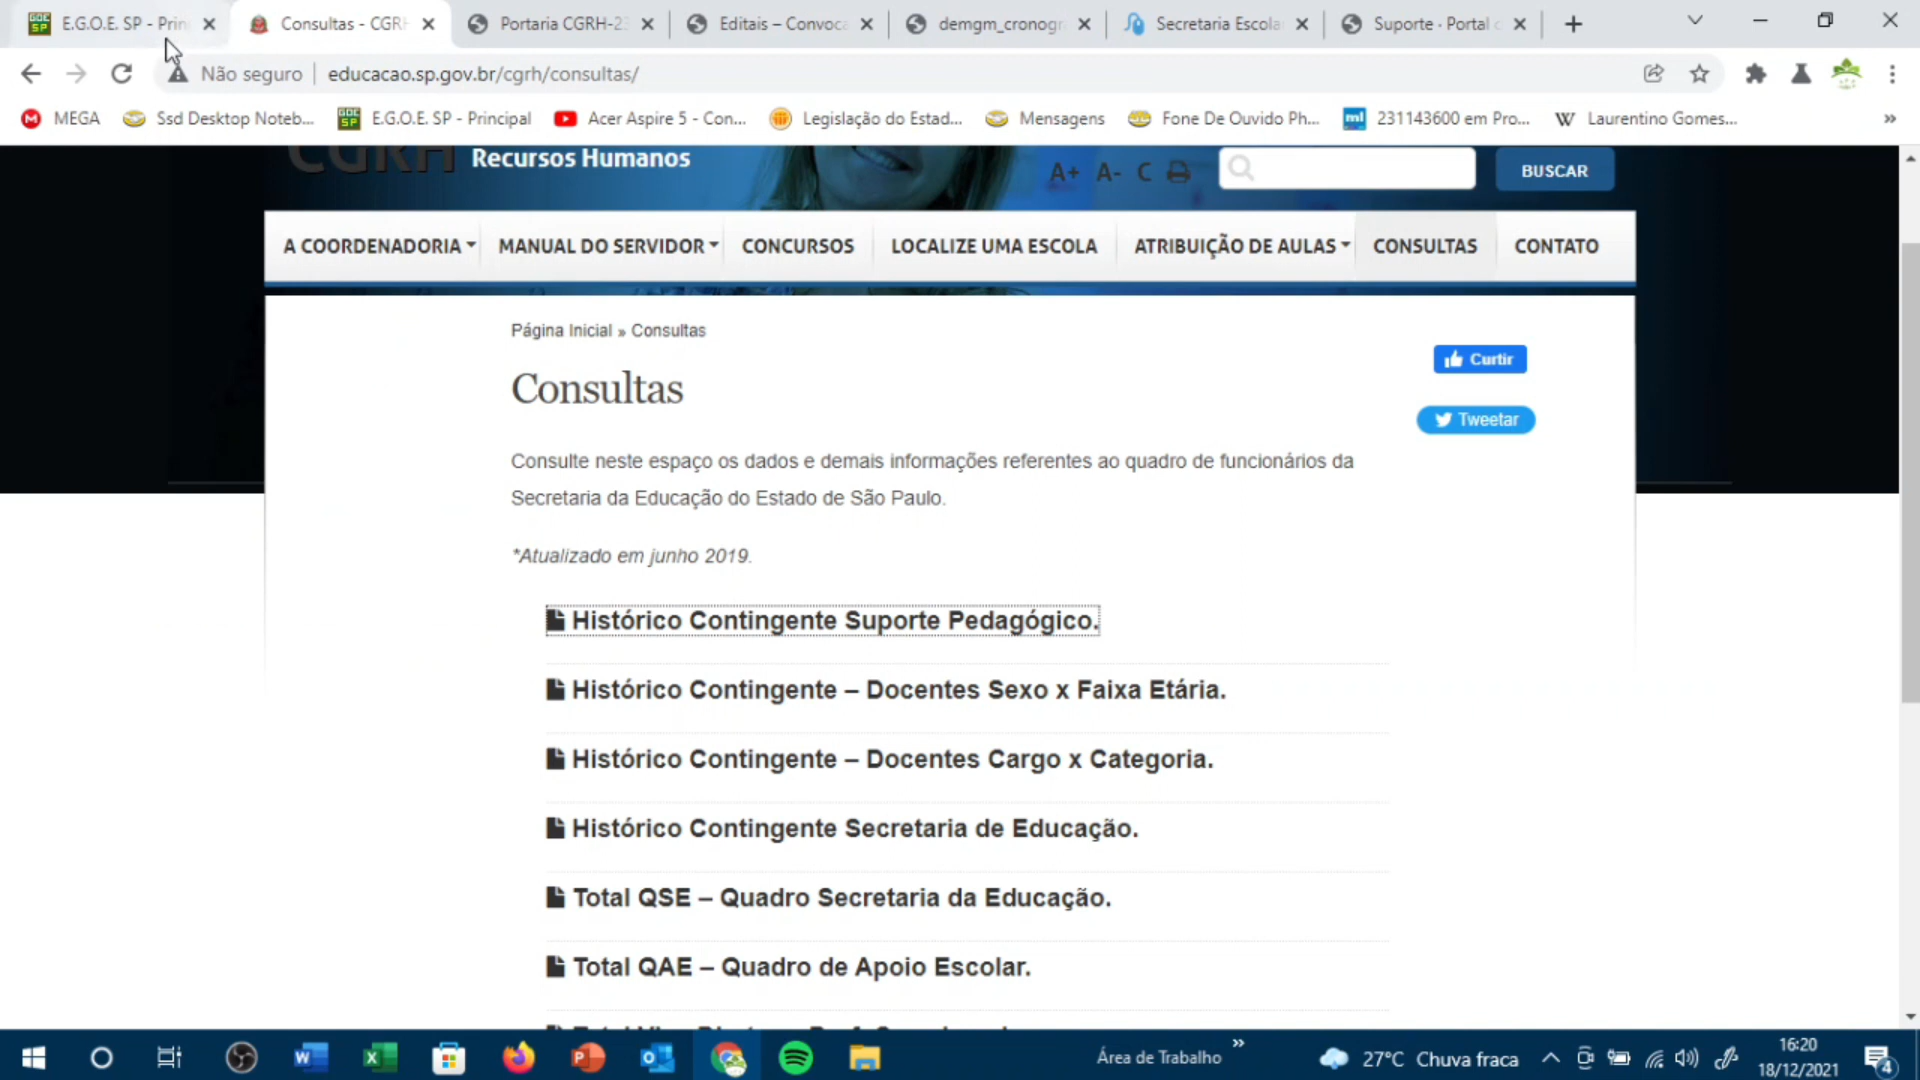 E.G.O.E. SP - Prin
Consultas - CGRH
Portaria CGRH-23
Editais – Convoca
demgm_cronogr
Secretaria Escola
Suporte · Portal
Não seguro
educacao.sp.gov.br/cgrh/consultas/
MEGA
Ssd Desktop Noteb...
E.G.O.E. SP - Principal
Acer Aspire 5 - Con...
Legislação do Estad...
Mensagens
Fone De Ouvido Ph...
231143600 em Pro...
Laurentino Gomes...
»
CGRH
Recursos Humanos
A+ A- C
BUSCAR
A COORDENADORIA
MANUAL DO SERVIDOR
CONCURSOS
LOCALIZE UMA ESCOLA
ATRIBUIÇÃO DE AULAS
CONSULTAS
CONTATO
Página Inicial » Consultas
Curtir
Consultas
Tweetar
Consulte neste espaço os dados e demais informações referentes ao quadro de funcionários da
Secretaria da Educação do Estado de São Paulo.
*Atualizado em junho 2019.
Histórico Contingente Suporte Pedagógico.
Histórico Contingente – Docentes Sexo x Faixa Etária.
Histórico Contingente – Docentes Cargo x Categoria.
Histórico Contingente Secretaria de Educação.
Total QSE – Quadro Secretaria da Educação.
Total QAE – Quadro de Apoio Escolar.
Área de Trabalho
»
27°C Chuva fraca
16:20
18/12/2021
4